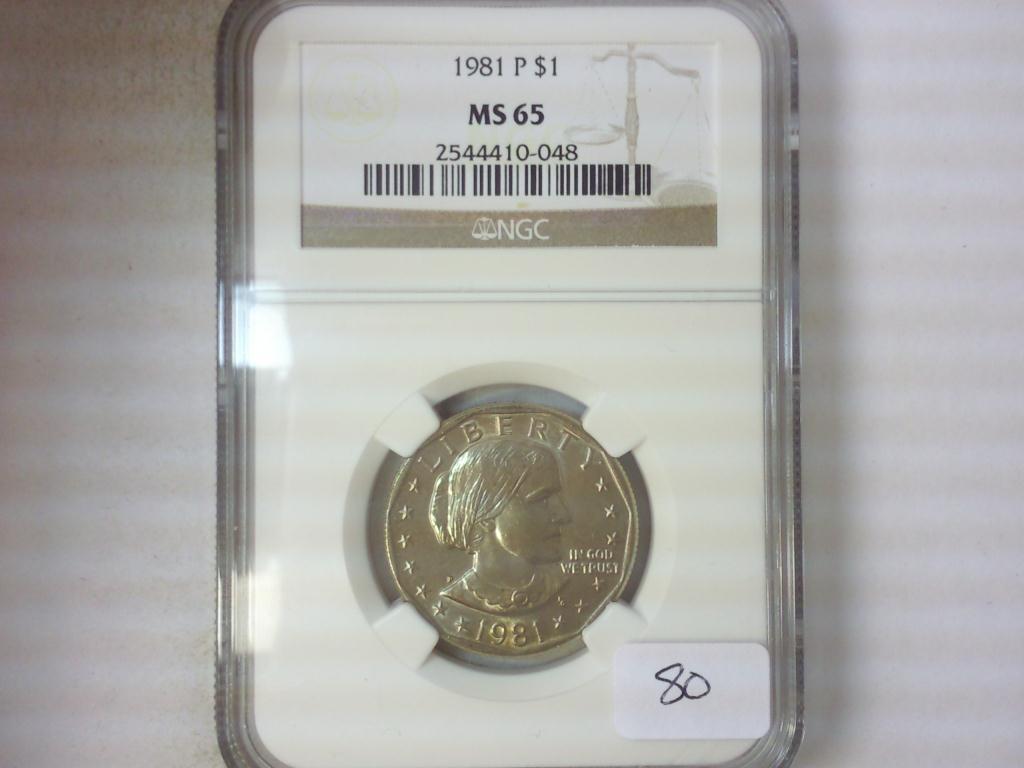 1981 P $1
MS 65
2544410-048
NGC
LIBERTY
IN GOD
WE TRUST
P
1981
80